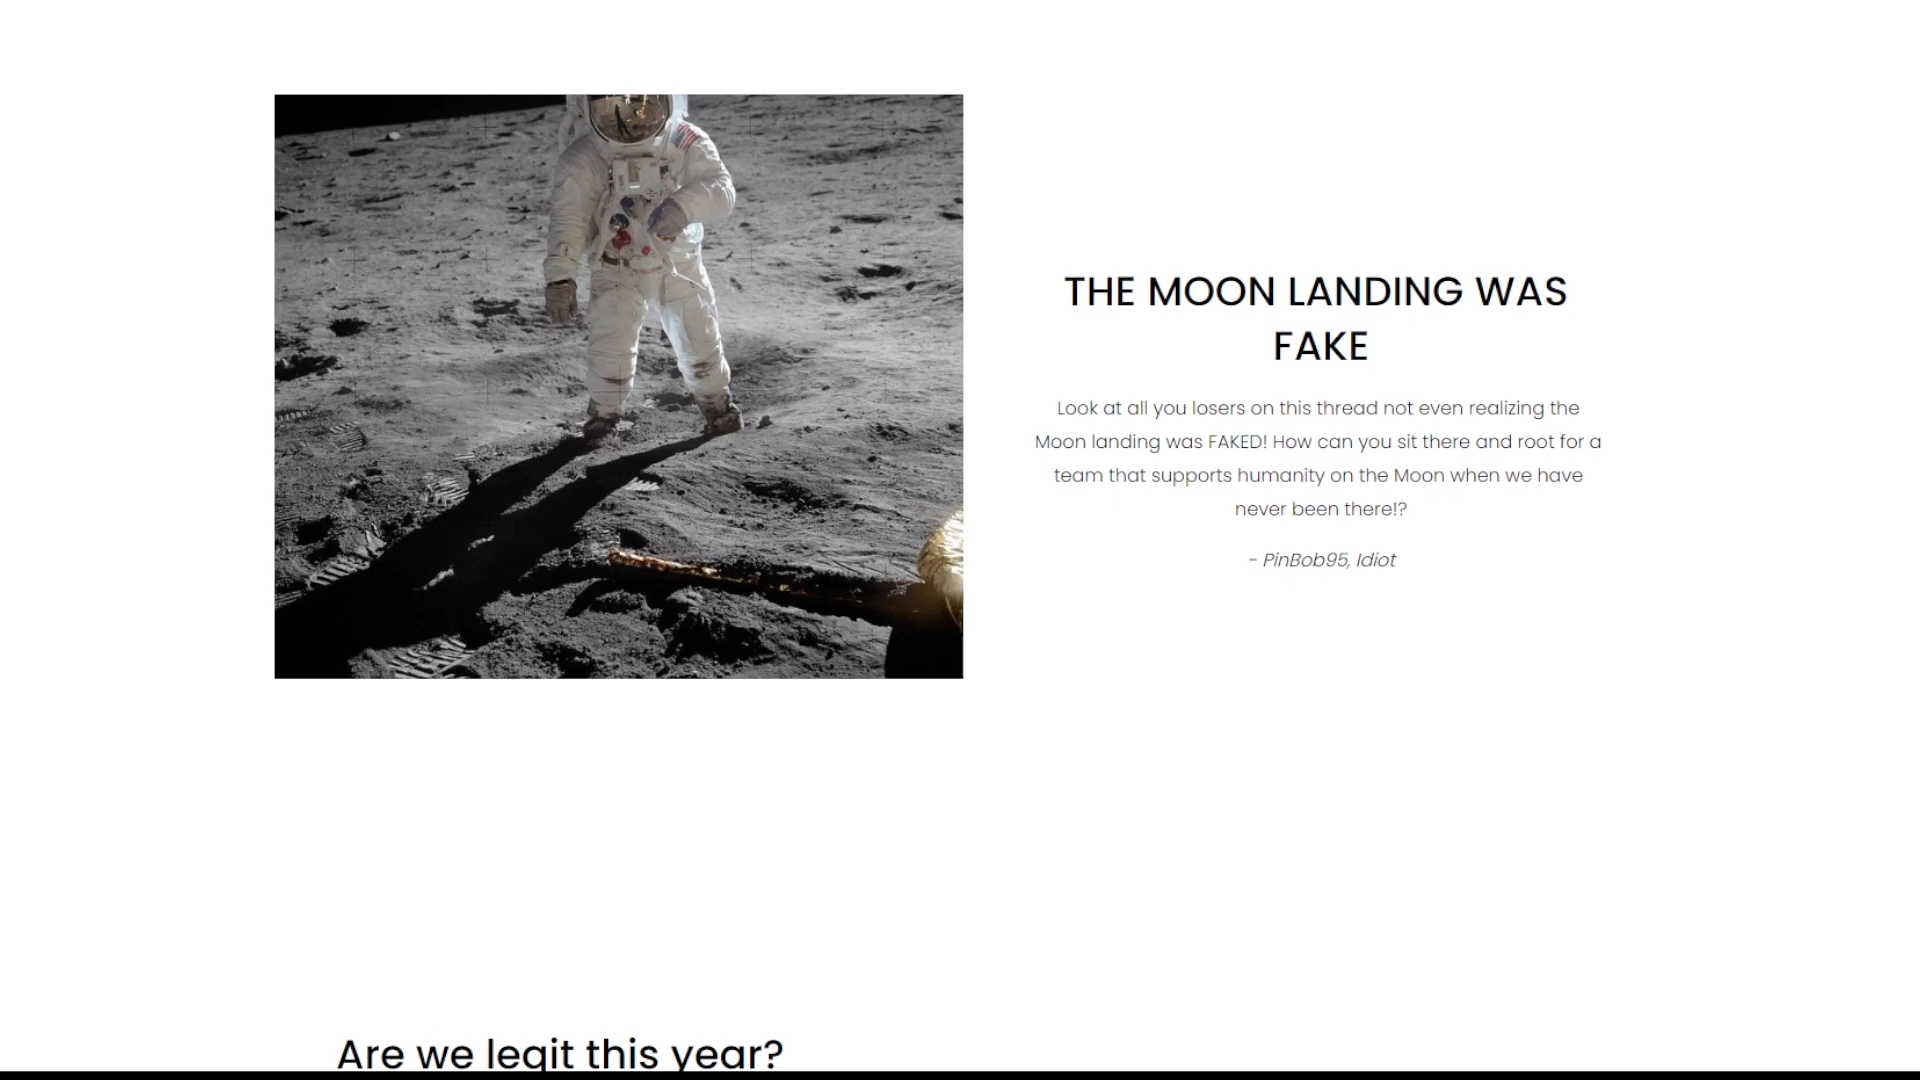 THE MOON LANDING WAS
FAKE
Look at all you losers on this thread not even realizing the
Moon landing was FAKED! How can you sit there and root for a
team that supports humanity on the Moon when we have
never been there!?
- PinBob95, Idiot
Are we legit this year?